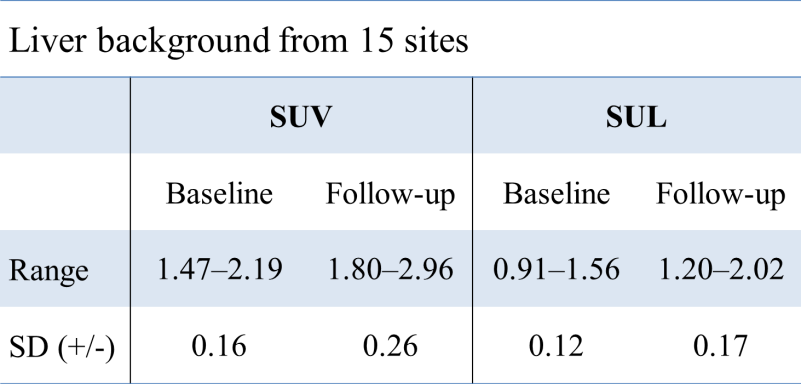 Liver background from 15 sites
SUV SUL
Baseline Follow-up Baseline Follow-up
Range 1.47–2.19 1.80–2.96 0.91–1.56 1.20–2.02
SD (+/-) 0.16 0.26 0.12 0.17